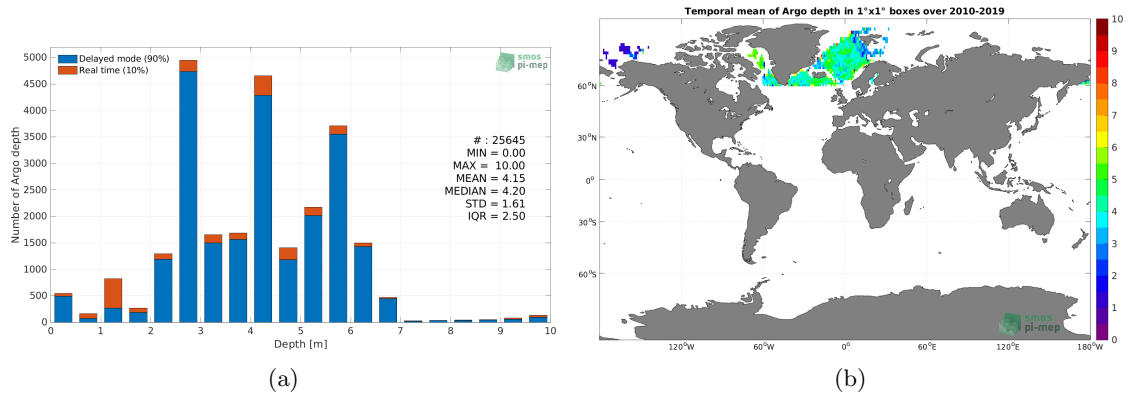 Delayed mode (90%)
Real time (10%)
smos
pi-mep
5000
4500
4000
3500
3000
2500
2000
1500
1000
500
0
Number of Argo depth
# : 25645
MIN = 0.00
MAX = 10.00
MEAN = 4.15
MEDIAN = 4.20
STD = 1.61
IQR = 2.50
0 1 2 3 4 5 6 7 8 9 10
Depth [m]
(a)
Temporal mean of Argo depth in 1°x1° boxes over 2010-2019
60°N
30°N
0°
30°S
60°S
120°W 60°W 0° 60°E 120°E 180°W
smos
pi-mep
10
9
8
7
6
5
4
3
2
1
0
(b)